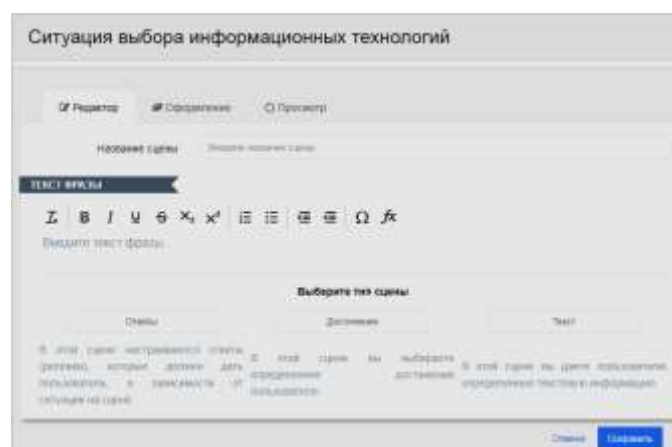 Ситуация выбора информационных технологий
Редактор Оформление Просмотр
Название сцены Введите название сцены
ТЕКСТ ФРАЗЫ
Введите текст фразы...
Выберите тип сцены
Ответы Достижения Текст
В этой сцене настраиваются ответы
(реплики), которые должен дать
пользователь, в зависимости от
ситуации на сцене
В этой сцене вы выбираете
определенное достижение
пользователю
В этой сцене вы даете пользователю
определенную текстовую информацию
Отмена Сохранить